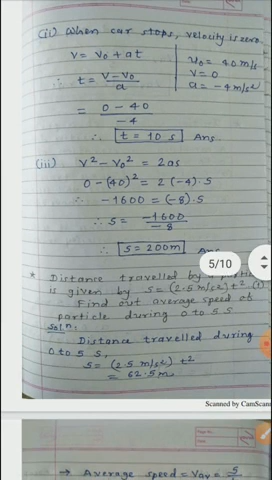 (ii) When car stops, velocity is zero.
v = v₀ + at
∴ t = v-v₀/a
u₀ = 40 m/s
v = 0
a = -4 m/s²
= 0 - 40/-4
∴ t = 10 s Ans.
(iii) v² - v₀² = 2as
0 - (40)² = 2 (-4) . S
∴ -1600 = (-8) . S
∴ S = -1600/-8
∴ S = 200m Ans
5/10
* Distance travelled by a
is given by S = (2.5 m/s²) t² . (1).
Find out average speed of
particle during 0 to 5 S
Soln.
Distance travelled during
0 to 5 S,
S = (2.5 m/s²) t²
= 62.5 m
Scanned by CamScan
→ Average speed = Vav = S